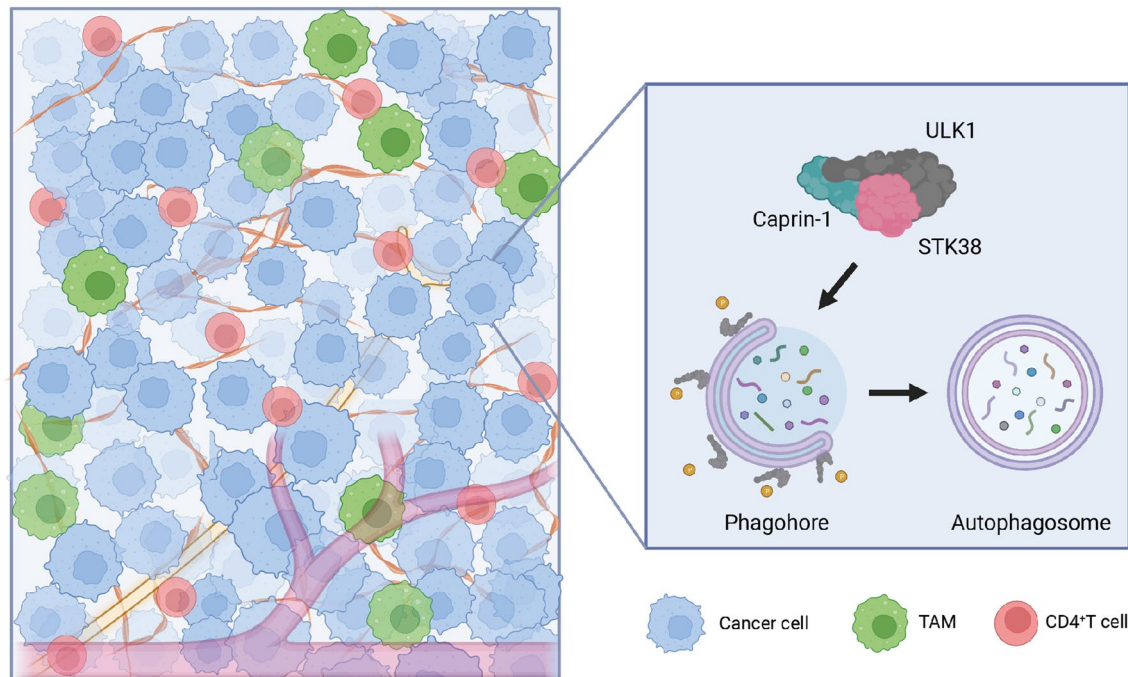 ULK1
Caprin-1
STK38
P
P
P
P
P
Phagohore
Autophagosome
Cancer cell
TAM
CD4⁺T cell